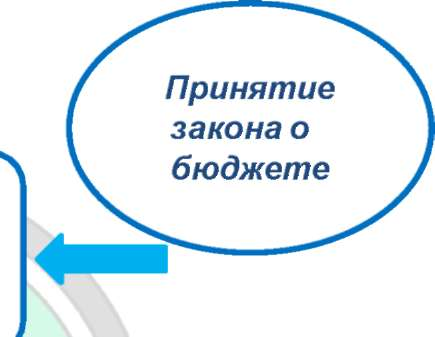 Принятие
закона о
бюджете